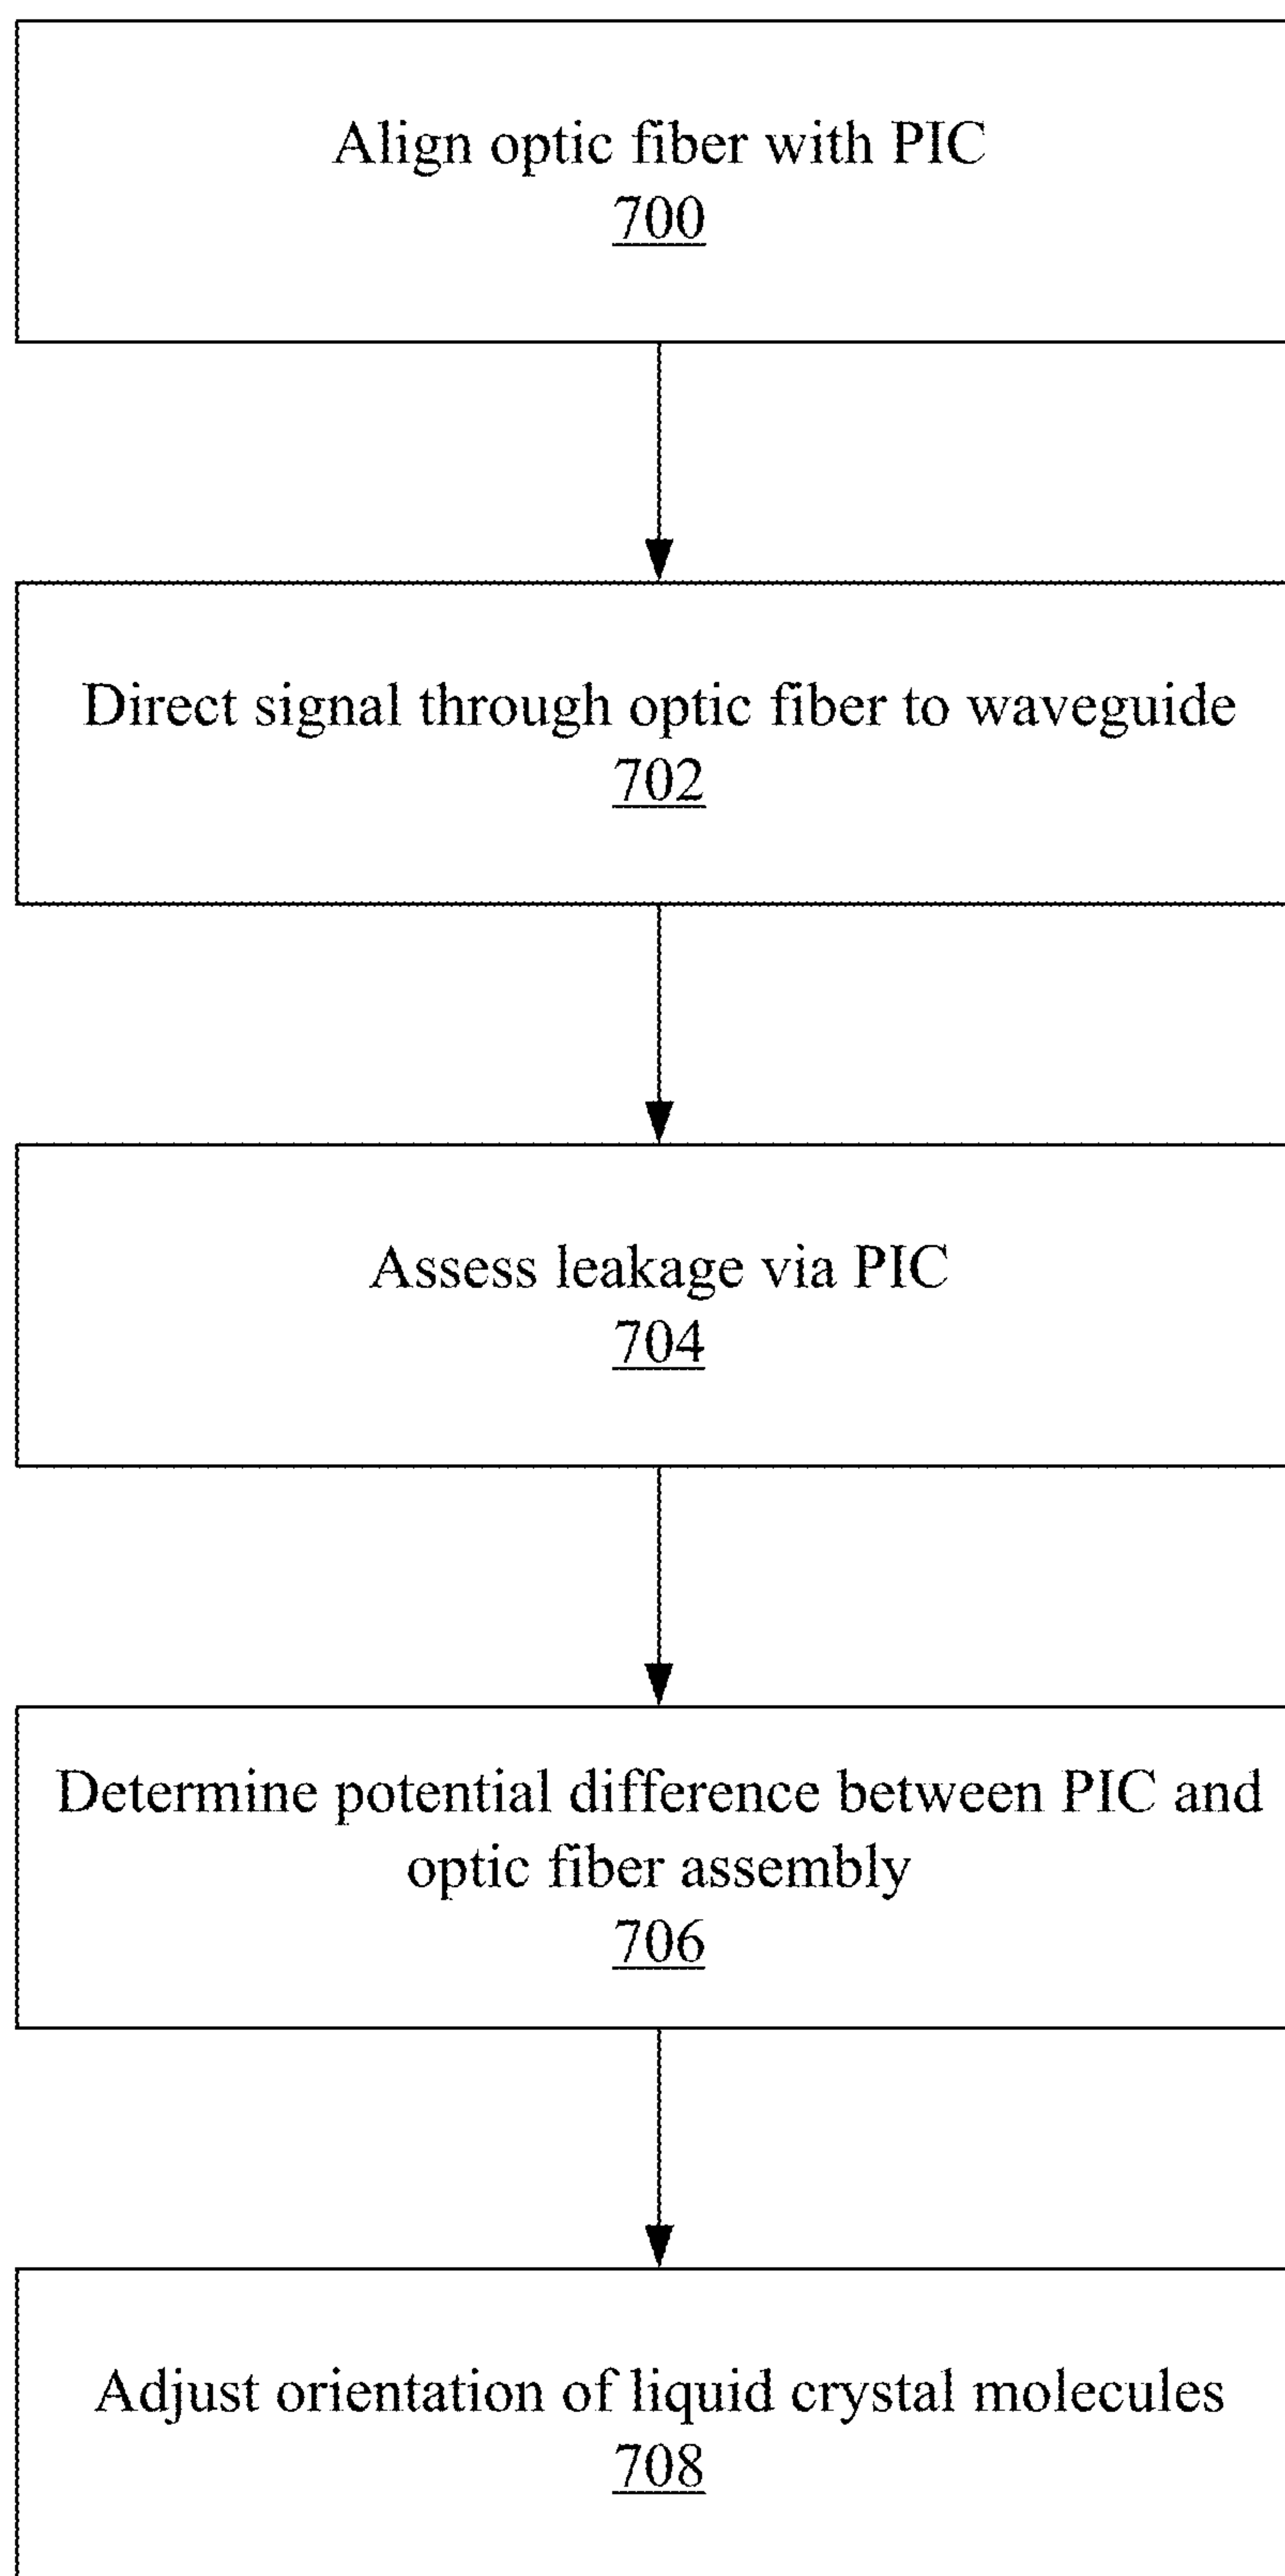 Align optic fiber with PIC
700
Direct signal through optic fiber to waveguide
702
Assess leakage via PIC
704
Determine potential difference between PIC and
optic fiber assembly
706
Adjust orientation of liquid crystal molecules
708